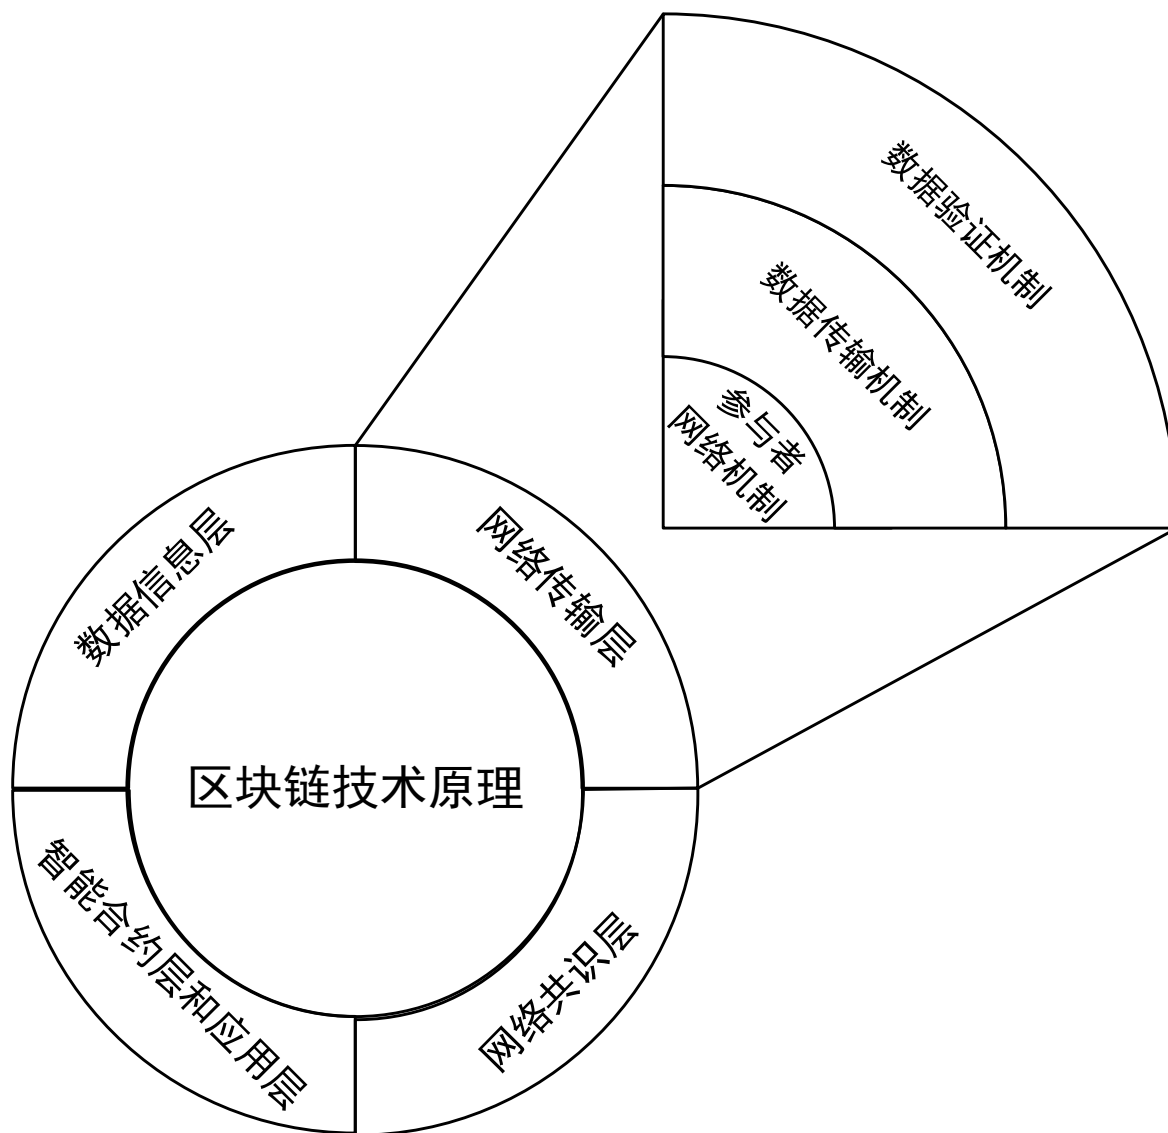 数据验证机制
数据传输机制
参与者
网络机制
数据信息层
网络传输层
区块链技术原理
智能合约层和应用层
网络共识层